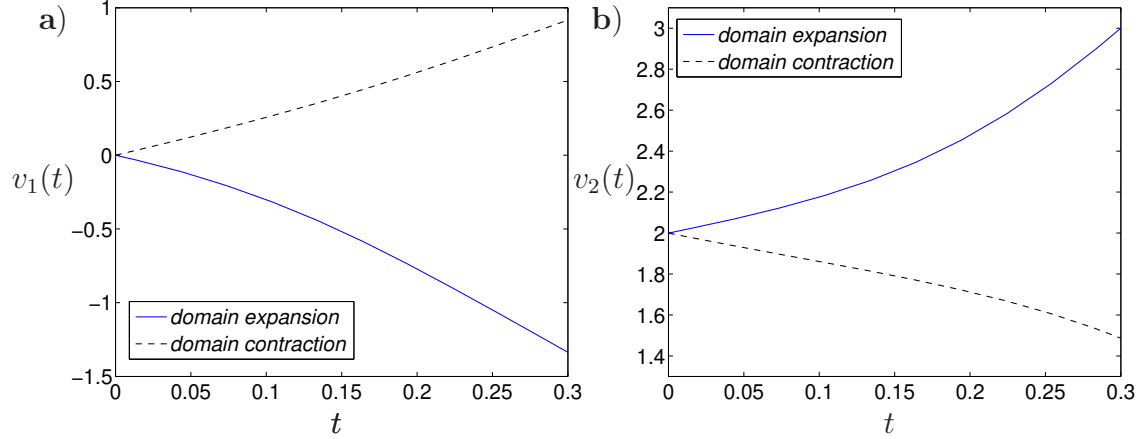 a)
1
0.5
0
−0.5
−1
−1.5
v1(t)
domain expansion
domain contraction
0 0.05 0.1 0.15 0.2 0.25 0.3
t
b)
3
2.8
2.6
2.4
2.2
2
1.8
1.6
1.4
v2(t)
domain expansion
domain contraction
0 0.05 0.1 0.15 0.2 0.25 0.3
t